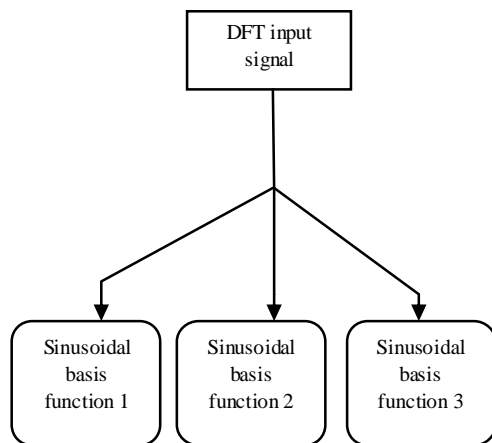 DFT input
signal
Sinusoidal
basis
function 1
Sinusoidal
basis
function 2
Sinusoidal
basis
function 3